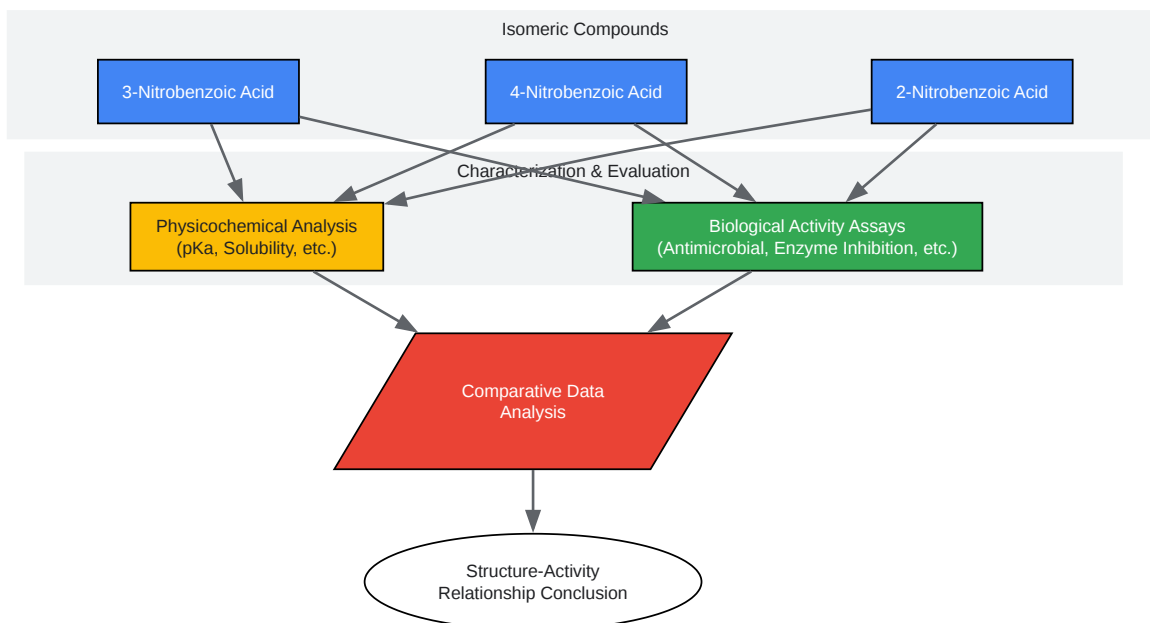 Isomeric Compounds
3-Nitrobenzoic Acid
4-Nitrobenzoic Acid
2-Nitrobenzoic Acid
Characterization & Evaluation
Physicochemical Analysis
(pKa, Solubility, etc.)
Biological Activity Assays
(Antimicrobial, Enzyme Inhibition, etc.)
Comparative Data
Analysis
Structure-Activity
Relationship Conclusion